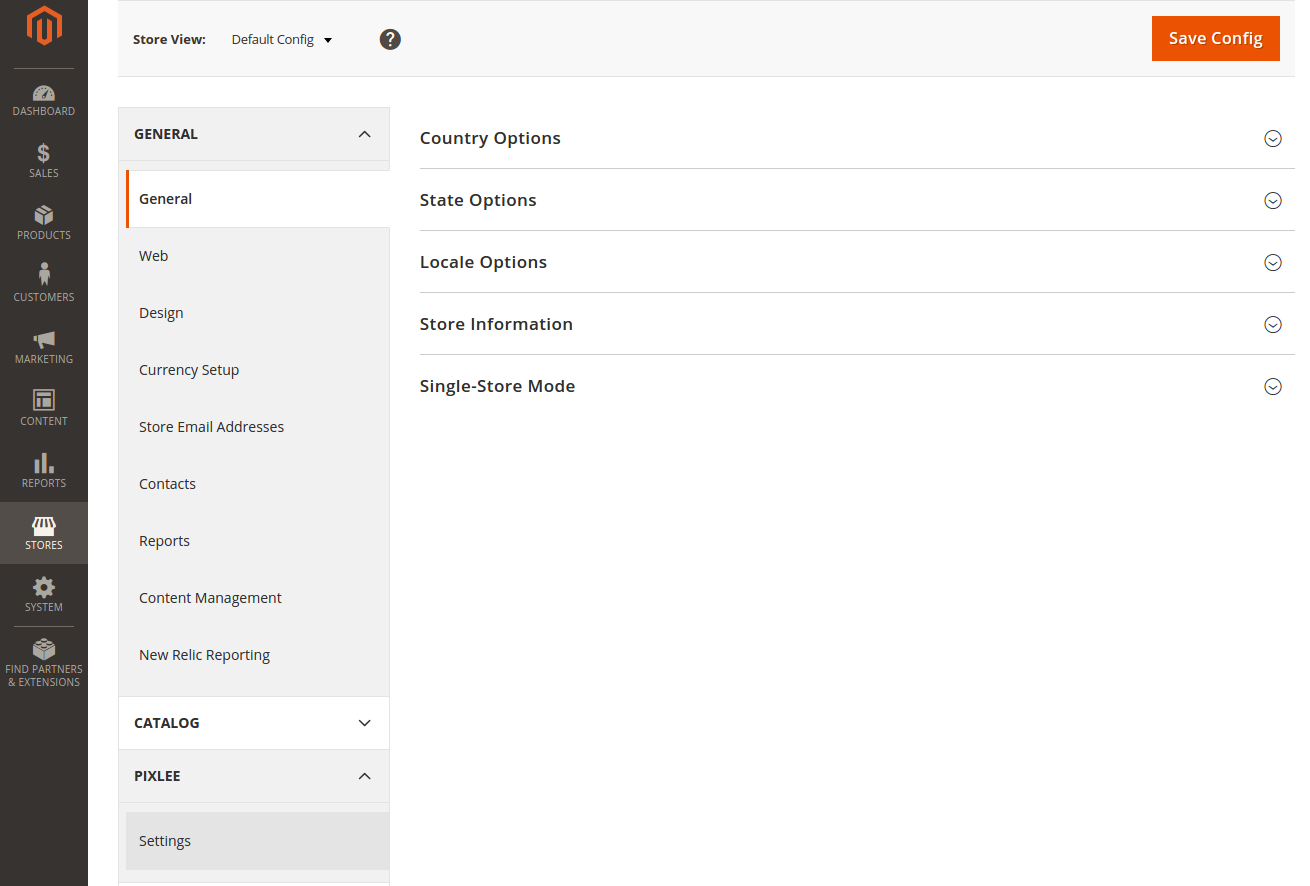 Store View: Default Config
Save Config
DASHBOARD
SALES
PRODUCTS
CUSTOMERS
MARKETING
CONTENT
REPORTS
STORES
SYSTEM
FIND PARTNERS
& EXTENSIONS
GENERAL
General
Web
Design
Currency Setup
Store Email Addresses
Contacts
Reports
Content Management
New Relic Reporting
CATALOG
PIXLEE
Settings
Country Options
State Options
Locale Options
Store Information
Single-Store Mode